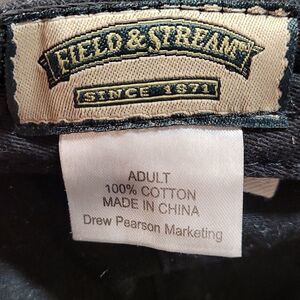 FIELD & STREAM
SINCE 1871
ADULT
100% COTTON
MADE IN CHINA
Drew Pearson Marketing